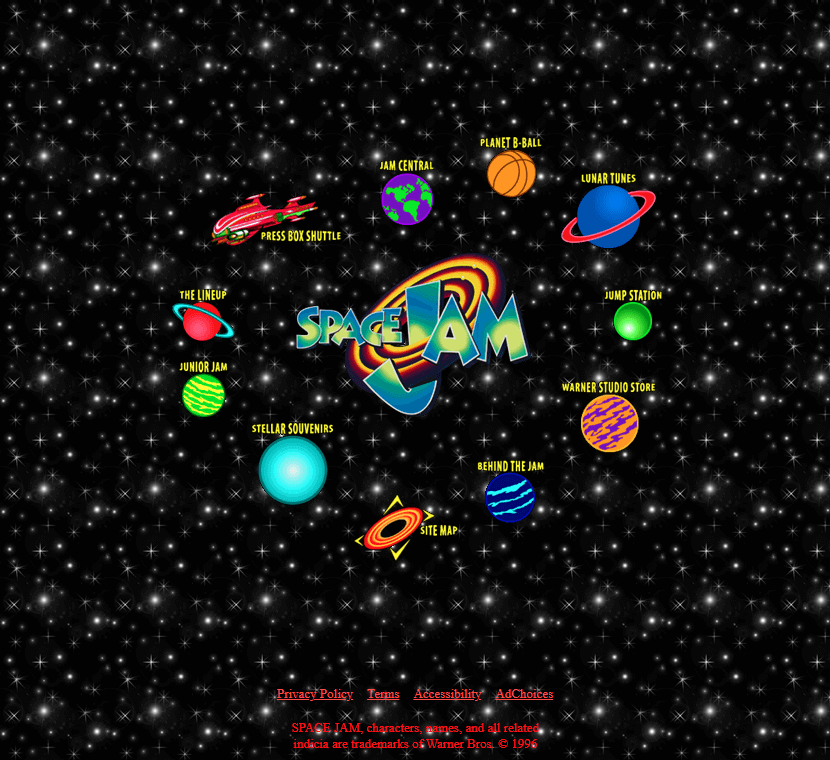 PLANET B-BALL
JAM CENTRAL
LUNAR TUNES
PRESS BOX SHUTTLE
THE LINEUP
JUMP STATION
SPACE JAM
JUNIOR JAM
WARNER STUDIO STORE
STELLAR SOUVENIRS
BEHIND THE JAM
SITE MAP
Privacy Policy Terms Accessibility AdChoices
SPACE JAM, characters, names, and all related
indicia are trademarks of Warner Bros. © 1996